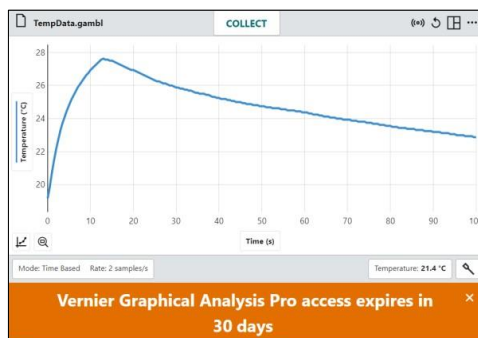 TempData.gambl
COLLECT
28
26
24
22
20
Temperature (°C)
0 10 20 30 40 50 60 70 80 90 100
Time (s)
Mode: Time Based Rate: 2 samples/s
Temperature: 21.4 °C
Vernier Graphical Analysis Pro access expires in
30 days